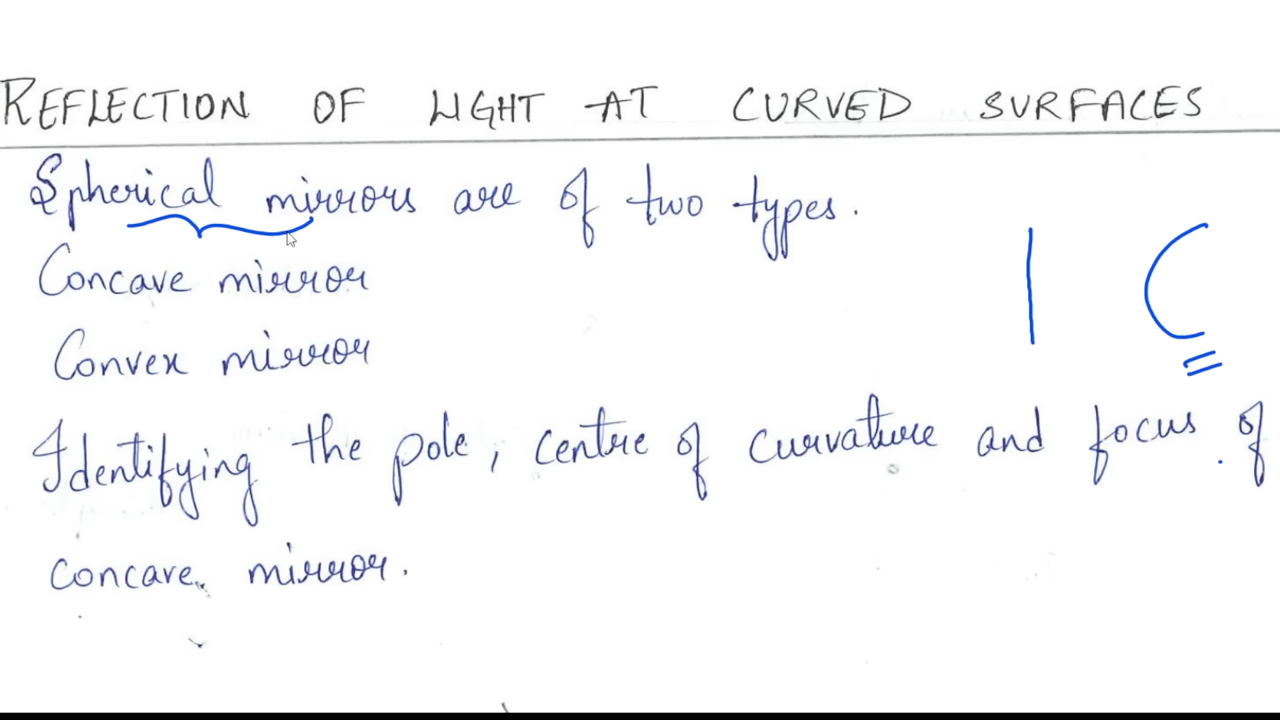 REFLECTION OF LIGHT AT CURVED SURFACES
Spherical mirrors are of two types.
Concave mirror
Convex mirror
Identifying the pole, centre of curvature and focus of
concave mirror.